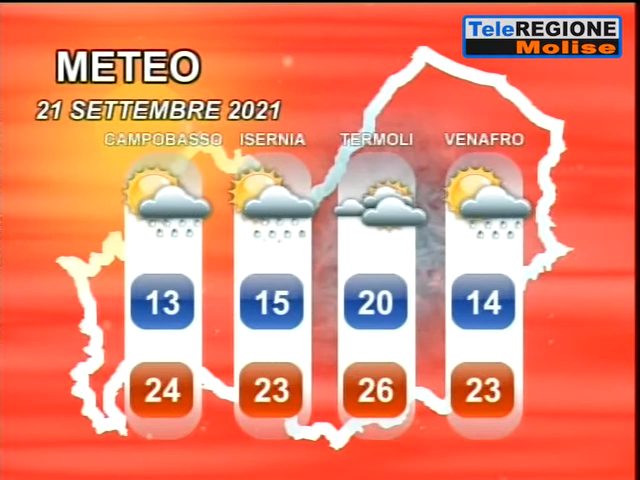 TeleREGIONE
Molise
METEO
21 SETTEMBRE 2021
CAMPOBASSO ISERNIA TERMOLI VENAFRO
13 15 20 14
24 23 26 23